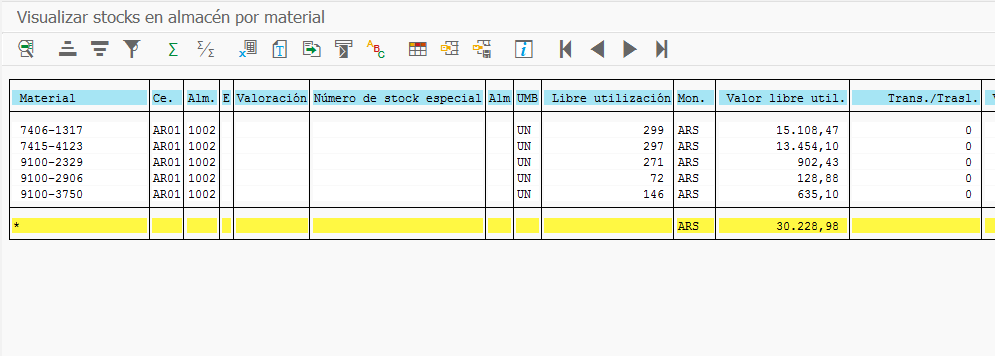 Visualizar stocks en almacén por material
Material Ce. Alm. E Valoración Número de stock especial Alm UMB Libre utilización Mon. Valor libre util. Trans./Trasl.
7406-1317 AR01 1002 UN 299 ARS 15.108,47 0
7415-4123 AR01 1002 UN 297 ARS 13.454,10 0
9100-2329 AR01 1002 UN 271 ARS 902,43 0
9100-2906 AR01 1002 UN 72 ARS 128,88 0
9100-3750 AR01 1002 UN 146 ARS 635,10 0
* ARS 30.228,98